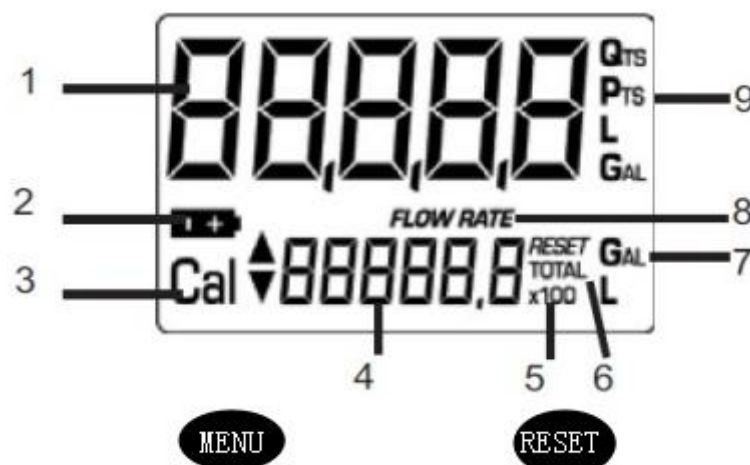 1 88,8,8,8 QTS
PTS 9
L
GAL
2 FLOW RATE 8
3 Cal 88888,8 RESET GAL 7
TOTAL
x100 L
4 5 6
MENU RESET